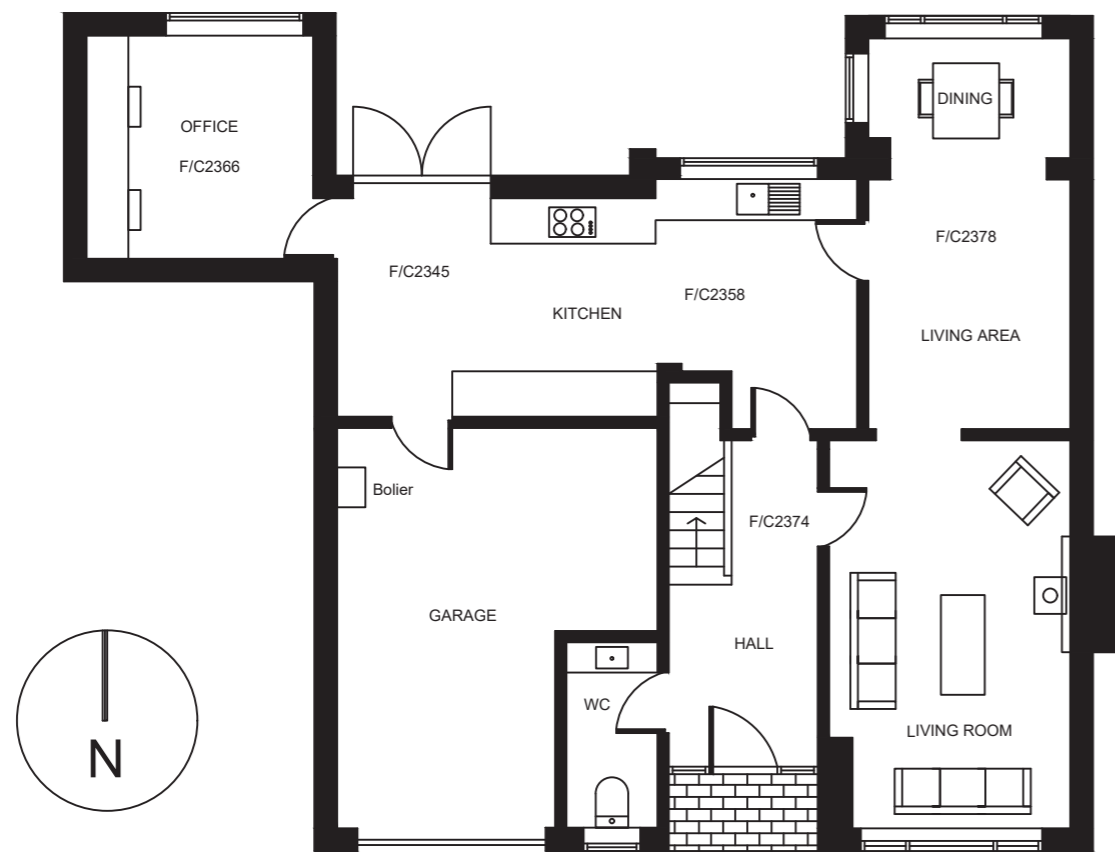 OFFICE
F/C2366
DINING
F/C2378
F/C2345
F/C2358
KITCHEN
LIVING AREA
Bolier
F/C2374
GARAGE
HALL
WC
LIVING ROOM
N